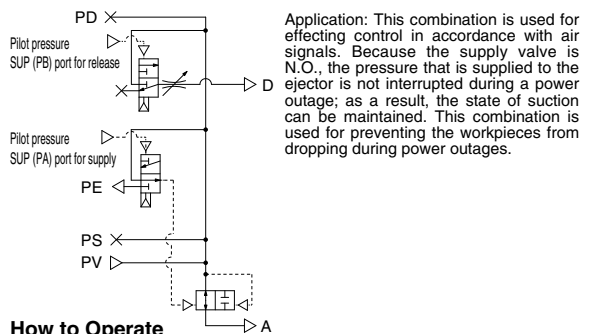 PD
Pilot pressure
SUP (PB) port for release
D
Pilot pressure
SUP (PA) port for supply
PE
PS
PV
A
How to Operate
Application: This combination is used for
effecting control in accordance with air
signals. Because the supply valve is
N.O., the pressure that is supplied to the
ejector is not interrupted during a power
outage; as a result, the state of suction
can be maintained. This combination is
used for preventing the workpieces from
dropping during power outages.